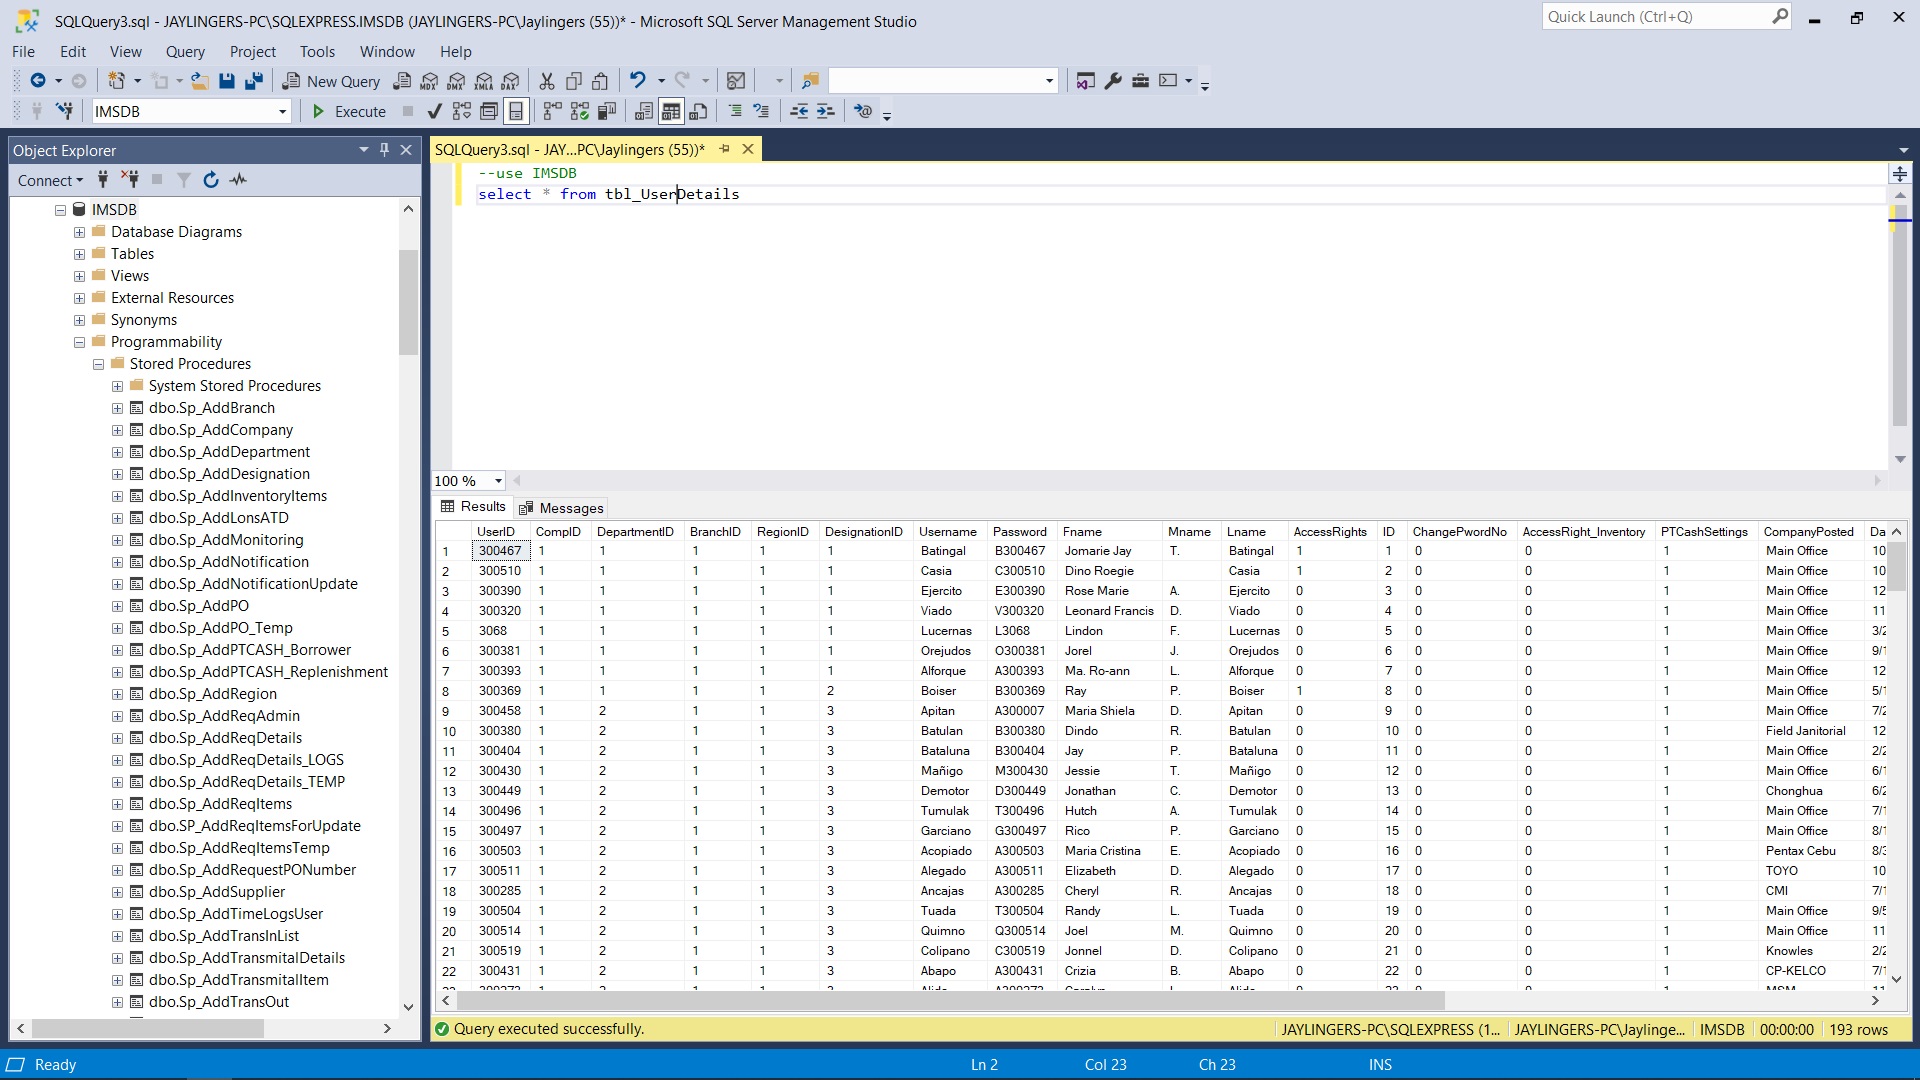 SQLQuery3.sql - JAYLINGERS-PC\SQLEXPRESS.IMSDB (JAYLINGERS-PC\Jaylingers (55))* - Microsoft SQL Server Management Studio
Quick Launch (Ctrl+Q)
File Edit View Query Project Tools Window Help
New Query
MDX DMX XMLA DAX
IMSDB
Execute
Object Explorer
Connect
IMSDB
Database Diagrams
Tables
Views
External Resources
Synonyms
Programmability
Stored Procedures
System Stored Procedures
dbo.Sp_AddBranch
dbo.Sp_AddCompany
dbo.Sp_AddDepartment
dbo.Sp_AddDesignation
dbo.Sp_AddInventoryItems
dbo.Sp_AddLonsATD
dbo.Sp_AddMonitoring
dbo.Sp_AddNotification
dbo.Sp_AddNotificationUpdate
dbo.Sp_AddPO
dbo.Sp_AddPO_Temp
dbo.Sp_AddPTCASH_Borrower
dbo.Sp_AddPTCASH_Replenishment
dbo.Sp_AddRegion
dbo.Sp_AddReqAdmin
dbo.Sp_AddReqDetails
dbo.Sp_AddReqDetails_LOGS
dbo.Sp_AddReqDetails_TEMP
dbo.Sp_AddReqItems
dbo.SP_AddReqItemsForUpdate
dbo.Sp_AddReqItemsTemp
dbo.Sp_AddRequestPONumber
dbo.Sp_AddSupplier
dbo.Sp_AddTimeLogsUser
dbo.Sp_AddTransInList
dbo.Sp_AddTransmitalDetails
dbo.Sp_AddTransmitalItem
dbo.Sp_AddTransOut
SQLQuery3.sql - JAY...PC\Jaylingers (55))*
--use IMSDB
select * from tbl_UserDetails
100 %
Results Messages
UserID CompID DepartmentID BranchID RegionID DesignationID Username Password Fname Mname Lname AccessRights ID ChangePwordNo AccessRight_Inventory PTCashSettings CompanyPosted Da
1 300467 1 1 1 1 1 Batingal B300467 Jomarie Jay T. Batingal 1 1 0 0 1 Main Office 10
2 300510 1 1 1 1 1 Casia C300510 Dino Roegie Casia 1 2 0 0 1 Main Office 10
3 300390 1 1 1 1 1 Ejercito E300390 Rose Marie A. Ejercito 0 3 0 0 1 Main Office 12
4 300320 1 1 1 1 1 Viado V300320 Leonard Francis D. Viado 0 4 0 0 1 Main Office 11
5 3068 1 1 1 1 1 Lucernas L3068 Lindon F. Lucernas 0 5 0 0 1 Main Office 3/2
6 300381 1 1 1 1 1 Orejudos O300381 Jorel J. Orejudos 0 6 0 0 1 Main Office 9/1
7 300393 1 1 1 1 1 Alforque A300393 Ma. Ro-ann L. Alforque 0 7 0 0 1 Main Office 12
8 300369 1 1 1 1 2 Boiser B300369 Ray P. Boiser 1 8 0 0 1 Main Office 5/1
9 300458 1 2 1 1 3 Apitan A300007 Maria Shiela D. Apitan 0 9 0 0 1 Main Office 7/2
10 300380 1 2 1 1 3 Batulan B300380 Dindo R. Batulan 0 10 0 0 1 Field Janitorial 12
11 300404 1 2 1 1 3 Bataluna B300404 Jay P. Bataluna 0 11 0 0 1 Main Office 2/2
12 300430 1 2 1 1 3 Mañigo M300430 Jessie T. Mañigo 0 12 0 0 1 Main Office 6/1
13 300449 1 2 1 1 3 Demotor D300449 Jonathan C. Demotor 0 13 0 0 1 Chonghua 6/2
14 300496 1 2 1 1 3 Tumulak T300496 Hutch A. Tumulak 0 14 0 0 1 Main Office 7/1
15 300497 1 2 1 1 3 Garciano G300497 Rico P. Garciano 0 15 0 0 1 Main Office 8/1
16 300503 1 2 1 1 3 Acopiado A300503 Maria Cristina E. Acopiado 0 16 0 0 1 Pentax Cebu 8/3
17 300511 1 2 1 1 3 Alegado A300511 Elizabeth D. Alegado 0 17 0 0 1 TOYO 10
18 300285 1 2 1 1 3 Ancajas A300285 Cheryl R. Ancajas 0 18 0 0 1 CMI 7/1
19 300504 1 2 1 1 3 Tuada T300504 Randy L. Tuada 0 19 0 0 1 Main Office 9/5
20 300514 1 2 1 1 3 Quimno Q300514 Joel M. Quimno 0 20 0 0 1 Main Office 11
21 300519 1 2 1 1 3 Colipano C300519 Jonnel D. Colipano 0 21 0 0 1 Knowles 2/2
22 300431 1 2 1 1 3 Abapo A300431 Crizia B. Abapo 0 22 0 0 1 CP-KELCO 7/1
Query executed successfully.
JAYLINGERS-PC\SQLEXPRESS (1... JAYLINGERS-PC\Jaylinge... IMSDB 00:00:00 193 rows
Ready Ln 2 Col 23 Ch 23 INS